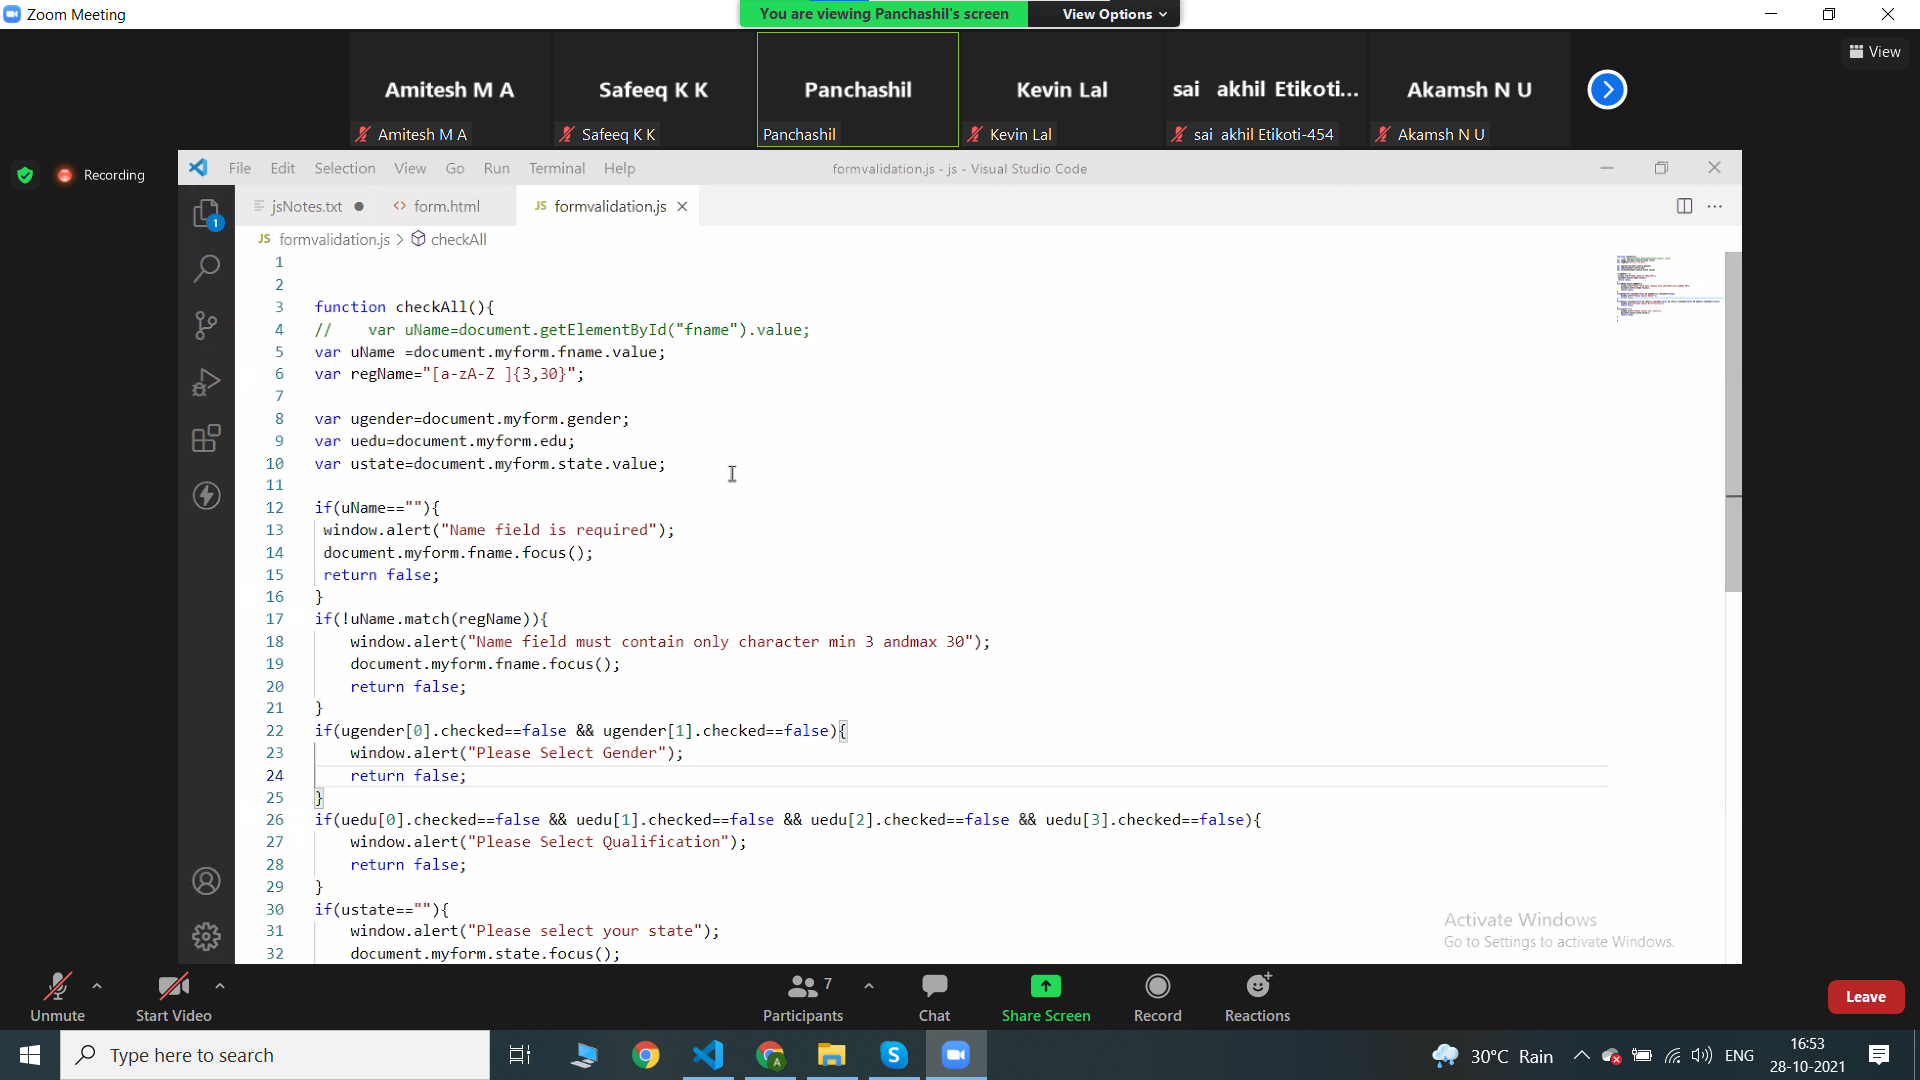 Zoom Meeting
You are viewing Panchashil's screen
View Options
View
Amitesh M A
Safeeq K K
Panchashil
Kevin Lal
sai akhil Etikoti...
Akamsh N U
Amitesh M A
Safeeq K K
Panchashil
Kevin Lal
sai akhil Etikoti-454
Akamsh N U
Recording
File Edit Selection View Go Run Terminal Help
formvalidation.js - js - Visual Studio Code
1
jsNotes.txt
<> form.html
JS formvalidation.js
JS formvalidation.js > checkAll
1
2
3 function checkAll(){
4 //    var uName=document.getElementById("fname").value;
5 var uName =document.myform.fname.value;
6 var regName="[a-zA-Z ]{3,30}";
7
8 var ugender=document.myform.gender;
9 var uedu=document.myform.edu;
10 var ustate=document.myform.state.value;
11
12 if(uName==""){
13  window.alert("Name field is required");
14  document.myform.fname.focus();
15  return false;
16 }
17 if(!uName.match(regName)){
18     window.alert("Name field must contain only character min 3 andmax 30");
19     document.myform.fname.focus();
20     return false;
21 }
22 if(ugender[0].checked==false && ugender[1].checked==false){
23     window.alert("Please Select Gender");
24     return false;
25 }
26 if(uedu[0].checked==false && uedu[1].checked==false && uedu[2].checked==false && uedu[3].checked==false){
27     window.alert("Please Select Qualification");
28     return false;
29 }
30 if(ustate==""){
31     window.alert("Please select your state");
32     document.myform.state.focus();
Activate Windows
Go to Settings to activate Windows.
Unmute
Start Video
7
Participants
Chat
Share Screen
Record
Reactions
Leave
Type here to search
30°C Rain
ENG
16:53
28-10-2021